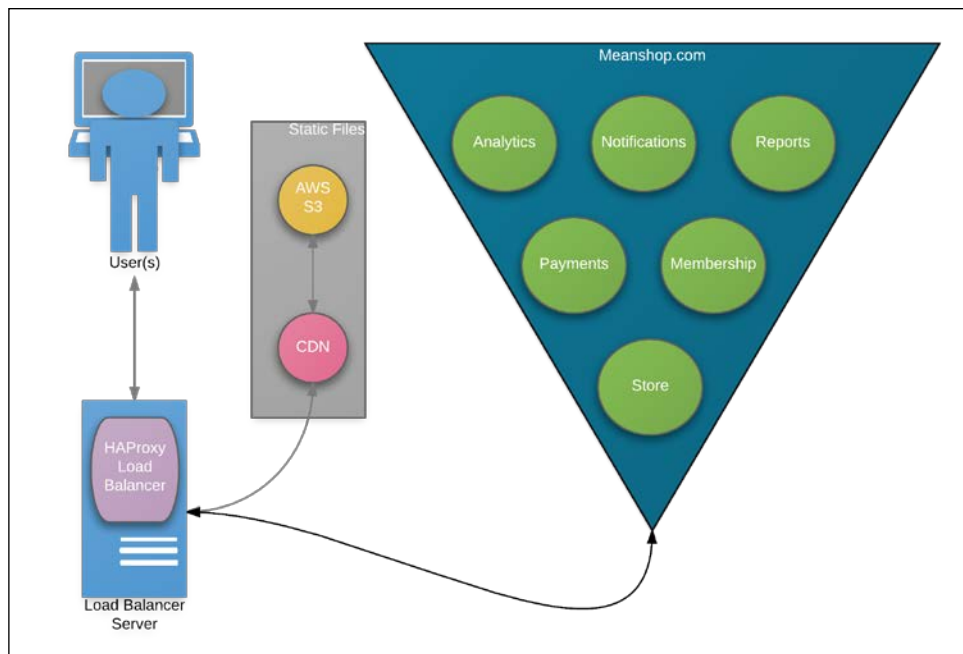 Meanshop.com
Analytics
Notifications
Reports
Payments
Membership
Store
Static Files
AWS
S3
CDN
User(s)
HAProxy
Load
Balancer
Load Balancer
Server